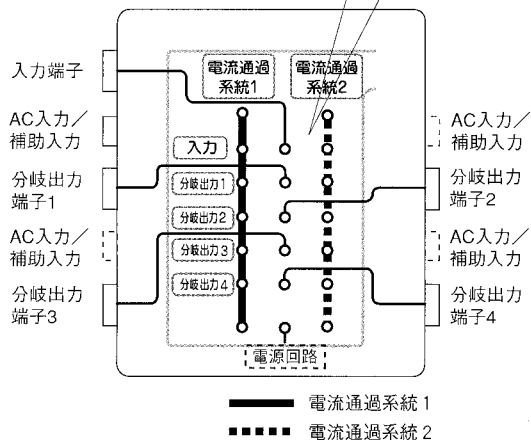 電流通過
系統1
電流通過
系統2
入力端子
AC入力／
補助入力
分岐出力
端子1
AC入力／
補助入力
分岐出力
端子3
入力
分岐出力1
分岐出力2
分岐出力3
分岐出力4
電源回路
AC入力／
補助入力
分岐出力
端子2
AC入力／
補助入力
分岐出力
端子4
電流通過系統1
電流通過系統2